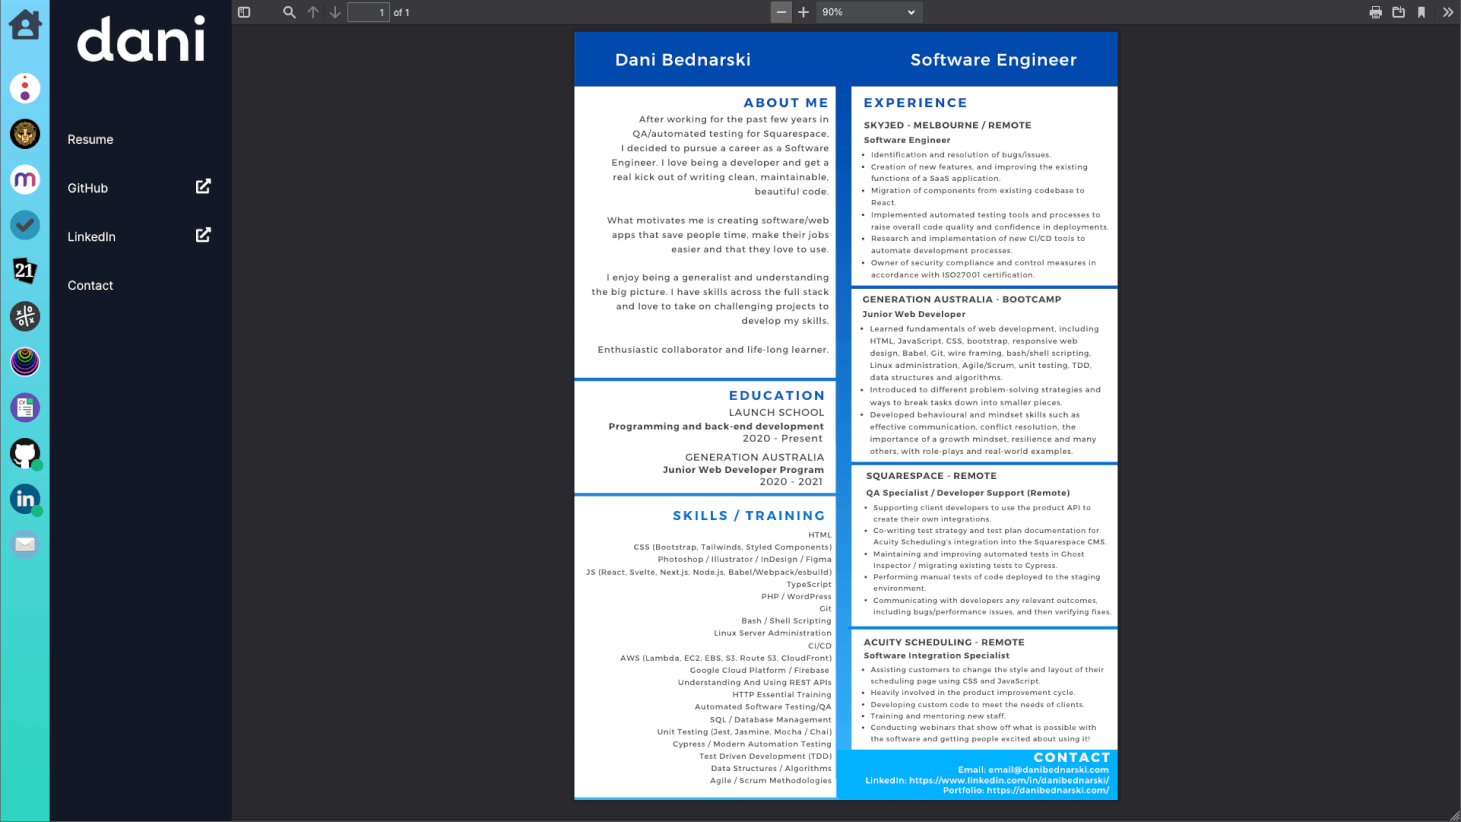 dani
Resume
GitHub
LinkedIn
Contact
21
CV
in
1
of 1
90%
Dani Bednarski
Software Engineer
ABOUT ME
After working for the past few years in
QA/automated testing for Squarespace,
I decided to pursue a career as a Software
Engineer. I love being a developer and get a
real kick out of writing clean, maintainable,
beautiful code.
What motivates me is creating software/web
apps that save people time, make their jobs
easier and that they love to use.
I enjoy being a generalist and understanding
the big picture. I have skills across the full stack
and love to take on challenging projects to
develop my skills.
Enthusiastic collaborator and life-long learner.
EDUCATION
LAUNCH SCHOOL
Programming and back-end development
2020 - Present
GENERATION AUSTRALIA
Junior Web Developer Program
2020 - 2021
SKILLS / TRAINING
HTML
CSS (Bootstrap, Tailwinds, Styled Components)
Photoshop / Illustrator / InDesign / Figma
JS (React, Svelte, Next.js, Node.js, Babel/Webpack/esbuild)
TypeScript
PHP / WordPress
Git
Bash / Shell Scripting
Linux Server Administration
CI/CD
AWS (Lambda, EC2, EBS, S3, Route 53, CloudFront)
Google Cloud Platform / Firebase
Understanding And Using REST APIs
HTTP Essential Training
Automated Software Testing/QA
SQL / Database Management
Unit Testing (Jest, Jasmine, Mocha / Chai)
Cypress / Modern Automation Testing
Test Driven Development (TDD)
Data Structures / Algorithms
Agile / Scrum Methodologies
EXPERIENCE
SKYJED - MELBOURNE / REMOTE
Software Engineer
• Identification and resolution of bugs/issues.
• Creation of new features, and improving the existing
functions of a SaaS application.
• Migration of components from existing codebase to
React.
• Implemented automated testing tools and processes to
raise overall code quality and confidence in deployments.
• Research and implementation of new CI/CD tools to
automate development processes.
• Owner of security compliance and control measures in
accordance with ISO27001 certification.
GENERATION AUSTRALIA - BOOTCAMP
Junior Web Developer
• Learned fundamentals of web development, including
HTML, JavaScript, CSS, bootstrap, responsive web
design, Babel, Git, wire framing, bash/shell scripting,
Linux administration, Agile/Scrum, unit testing, TDD,
data structures and algorithms.
• Introduced to different problem-solving strategies and
ways to break tasks down into smaller pieces.
• Developed behavioural and mindset skills such as
effective communication, conflict resolution, the
importance of a growth mindset, resilience and many
others, with role-plays and real-world examples.
SQUARESPACE - REMOTE
QA Specialist / Developer Support (Remote)
• Supporting client developers to use the product API to
create their own integrations.
• Co-writing test strategy and test plan documentation for
Acuity Scheduling's integration into the Squarespace CMS.
• Maintaining and improving automated tests in Ghost
Inspector / migrating existing tests to Cypress.
• Performing manual tests of code deployed to the staging
environment.
• Communicating with developers any relevant outcomes,
including bugs/performance issues, and then verifying fixes.
ACUITY SCHEDULING - REMOTE
Software Integration Specialist
• Assisting customers to change the style and layout of their
scheduling page using CSS and JavaScript.
• Heavily involved in the product improvement cycle.
• Developing custom code to meet the needs of clients.
• Training and mentoring new staff.
• Conducting webinars that show off what is possible with
the software and getting people excited about using it!
CONTACT
Email: email@danibednarski.com
LinkedIn: https://www.linkedin.com/in/danibednarski/
Portfolio: https://danibednarski.com/